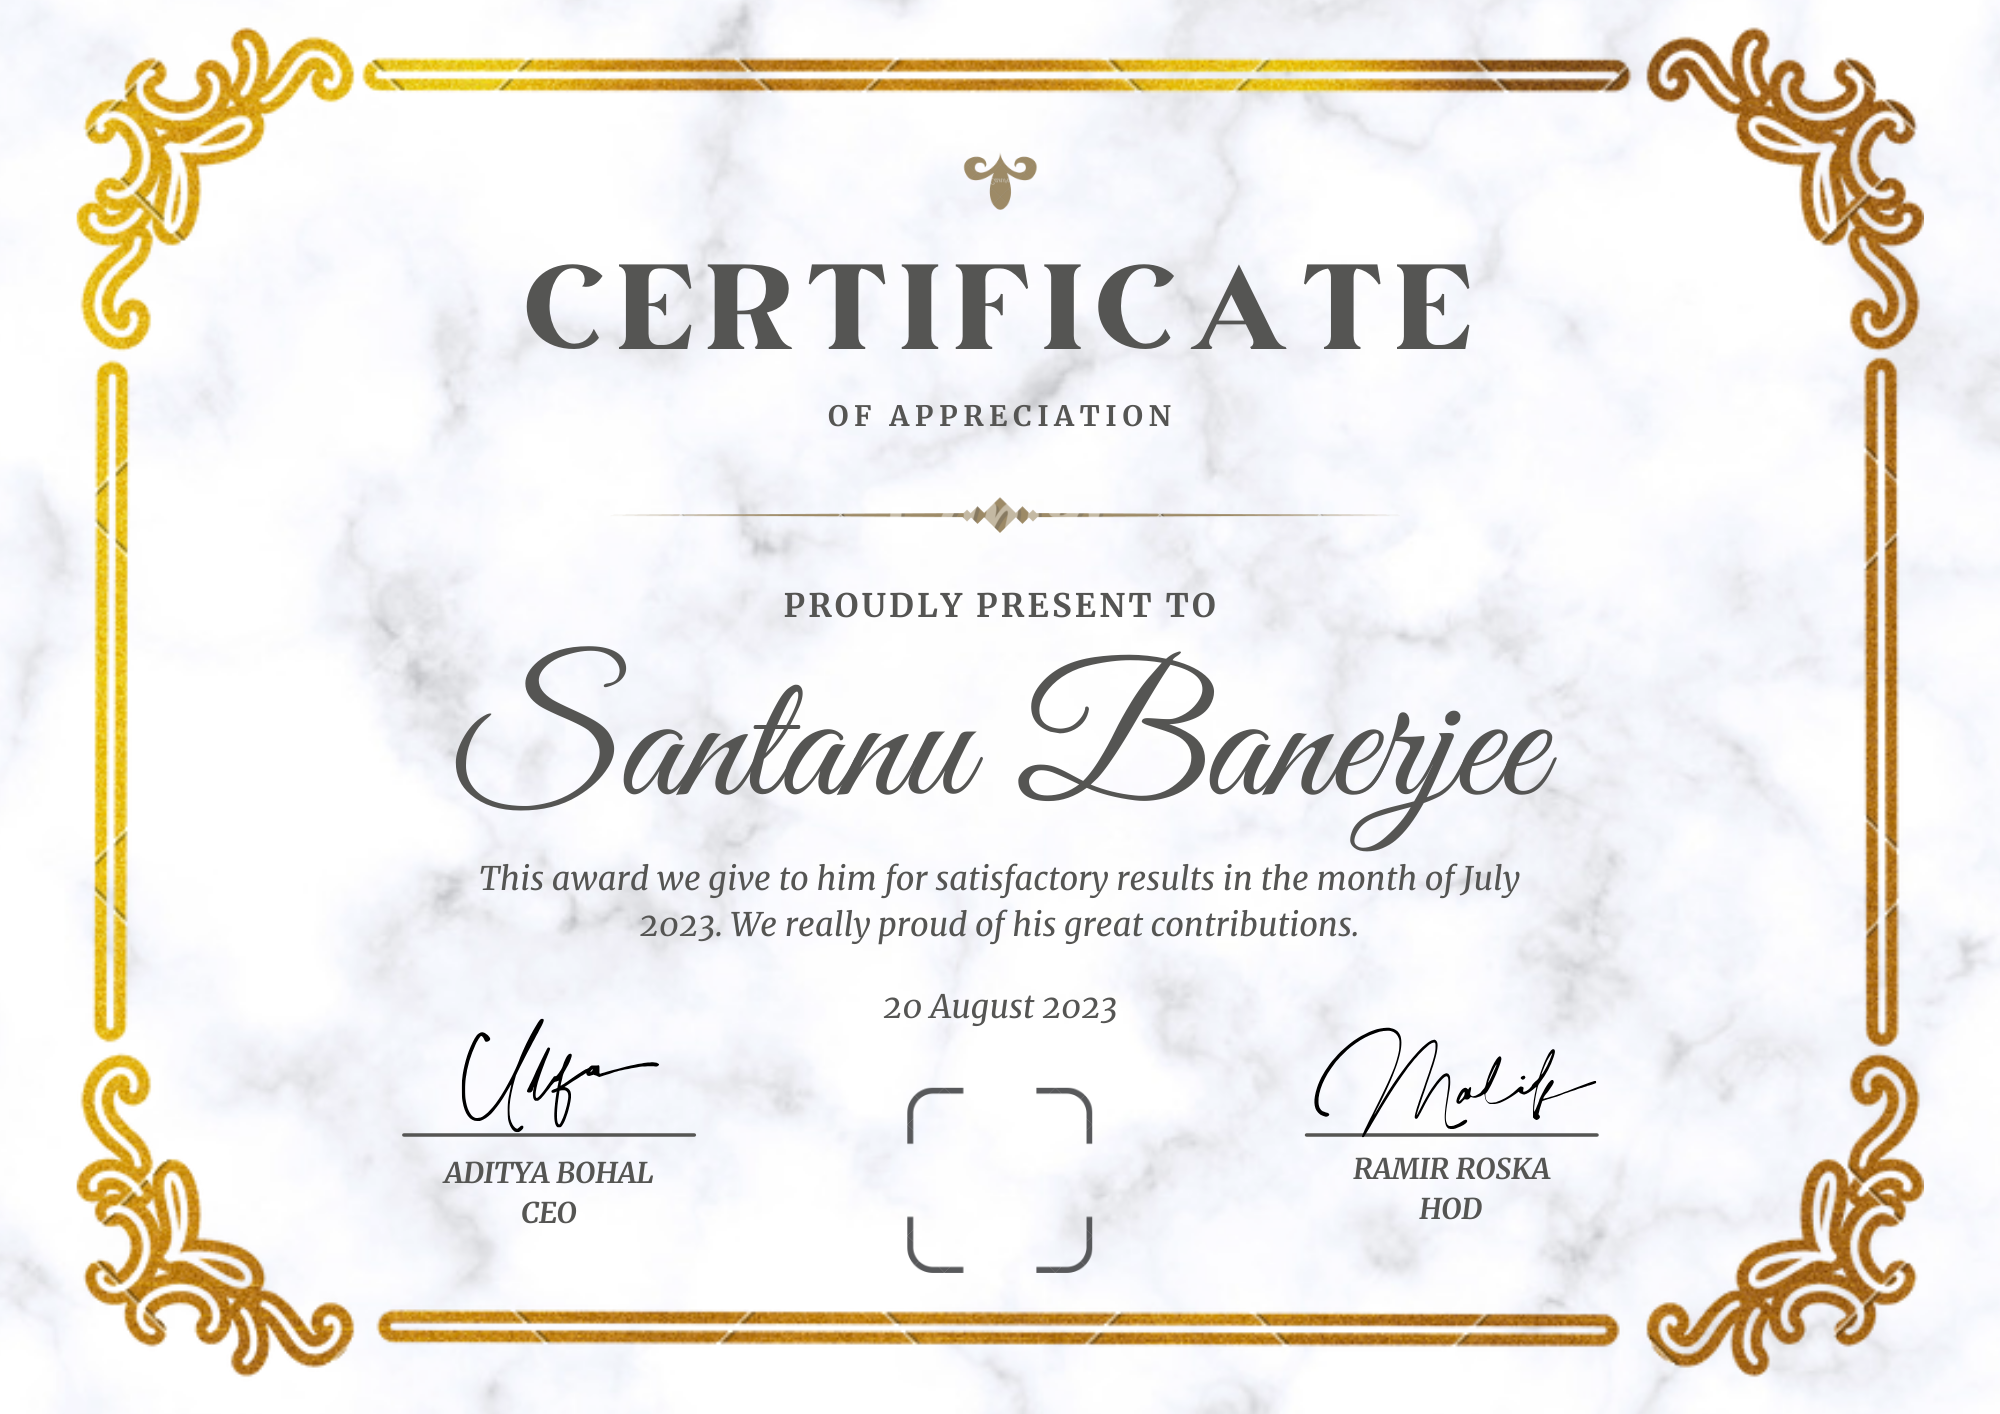 CERTIFICATE
OF APPRECIATION
PROUDLY PRESENT TO
Santanu Banerjee
This award we give to him for satisfactory results in the month of July
2023. We really proud of his great contributions.
20 August 2023
Malik
ADITYA BOHAL
CEO
RAMIR ROSKA
HOD